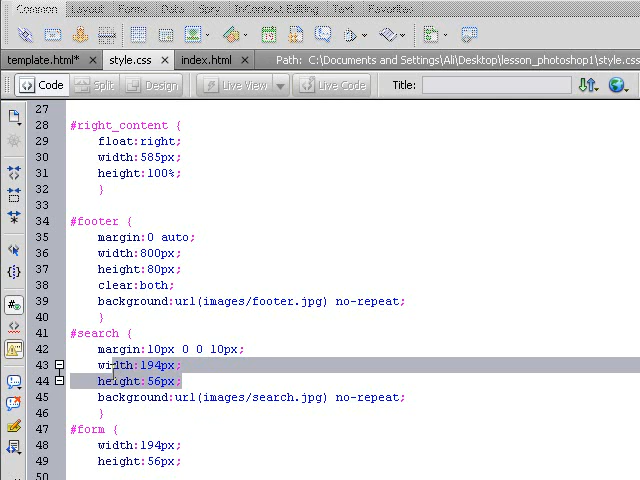 Common Layout Forms Data Spry InContext Editing Text Favorites
template.html* style.css index.html Path: C:\Documents and Settings\Ali\Desktop\lesson_photoshop1\style.css
Code Split Design Live View Live Code Title:
27
28 #right_content {
29 float:right;
30 width:585px;
31 height:100%;
32 }
33
34 #footer {
35 margin:0 auto;
36 width:800px;
37 height:80px;
38 clear:both;
39 background:url(images/footer.jpg) no-repeat;
40 }
41 #search {
42 margin:10px 0 0 10px;
43 width:194px;
44 height:56px;
45 background:url(images/search.jpg) no-repeat;
46 }
47 #form {
48 width:194px;
49 height:56px;
50